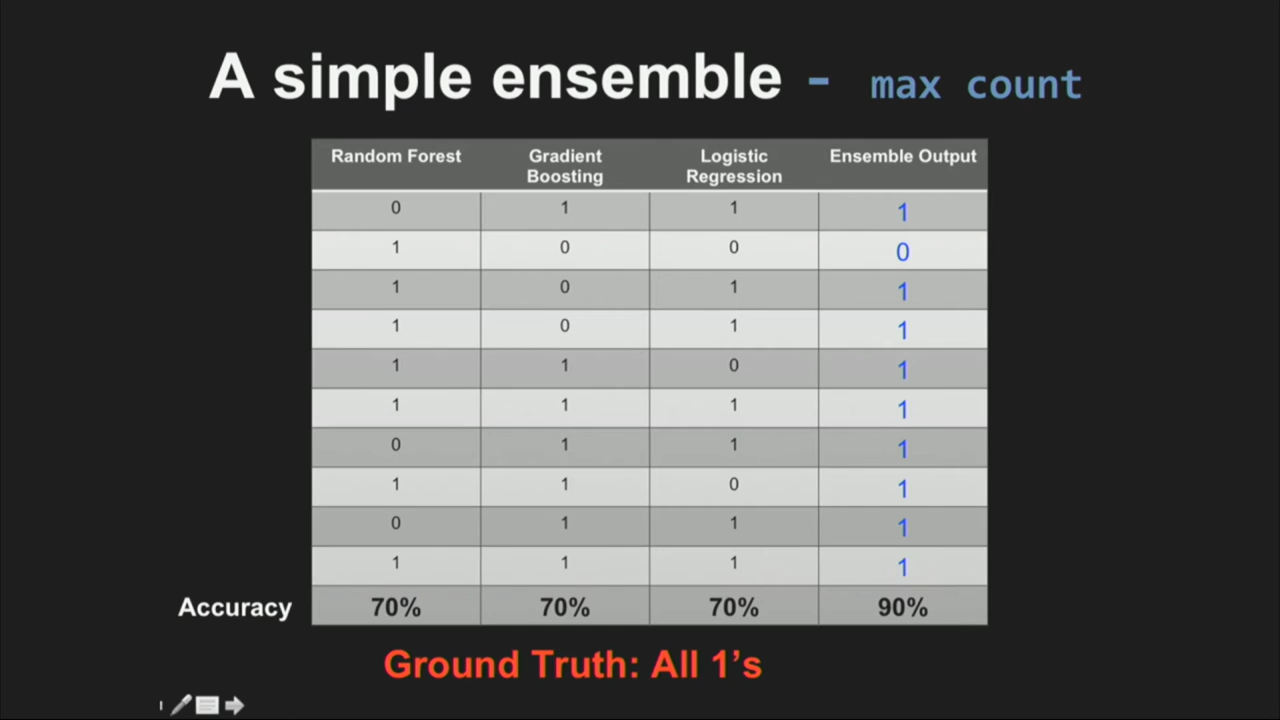 A simple ensemble - max count
Random Forest Gradient Boosting Logistic Regression Ensemble Output
0 1 1 1
1 0 0 0
1 0 1 1
1 0 1 1
1 1 0 1
1 1 1 1
0 1 1 1
1 1 0 1
0 1 1 1
1 1 1 1
Accuracy 70% 70% 70% 90%
Ground Truth: All 1’s